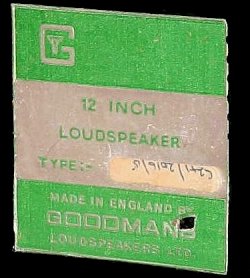 12 INCH
LOUDSPEAKER
TYPE:-
MADE IN ENGLAND BY
GOODMANS
LOUDSPEAKERS LTD.